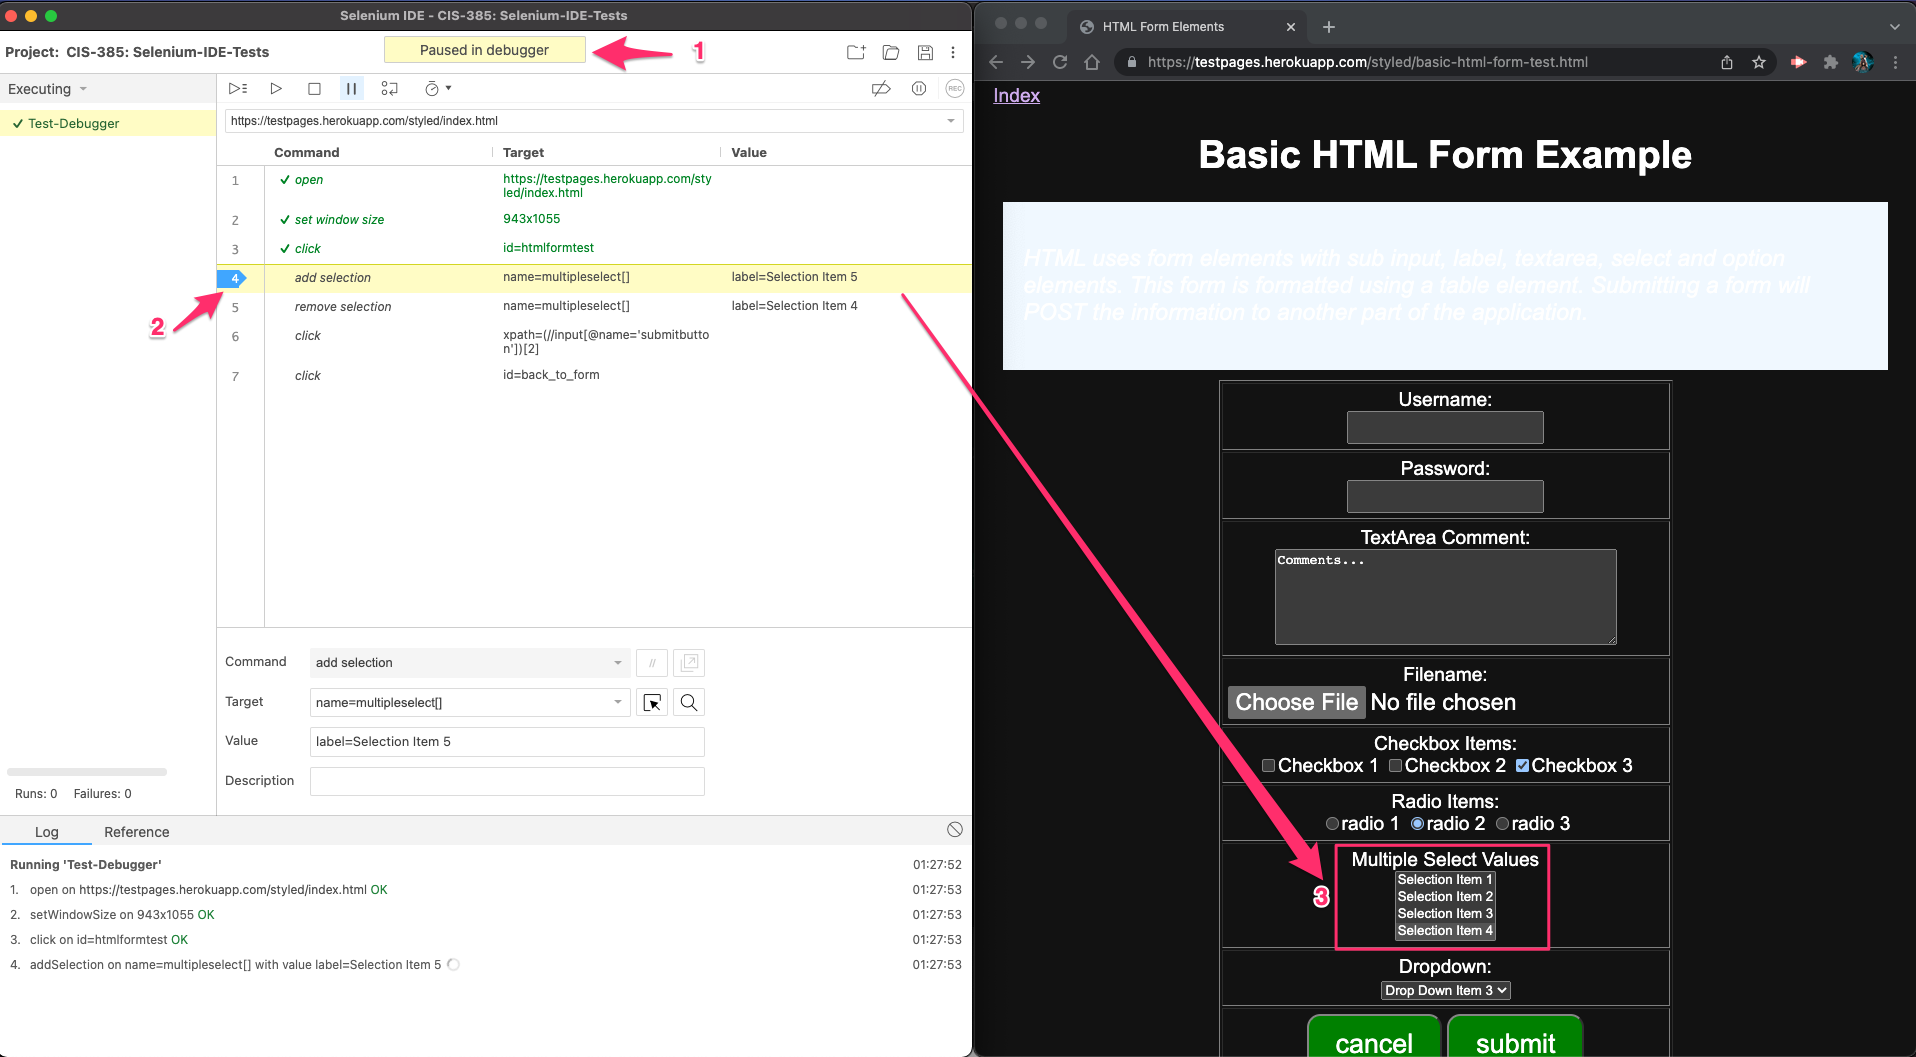 Selenium IDE - CIS-385: Selenium-IDE-Tests
Project: CIS-385: Selenium-IDE-Tests
Paused in debugger
1
Executing
REC
Test-Debugger
https://testpages.herokuapp.com/styled/index.html
Command Target Value
1 open https://testpages.herokuapp.com/sty
led/index.html
2 set window size 943x1055
3 click id=htmlformtest
4 add selection name=multipleselect[] label=Selection Item 5
5 remove selection name=multipleselect[] label=Selection Item 4
2
6 click xpath=(//input[@name='submitbutto
n'])[2]
7 click id=back_to_form
Command add selection //
Target name=multipleselect[]
Value label=Selection Item 5
Description
Runs: 0 Failures: 0
Log Reference
Running 'Test-Debugger' 01:27:52
1. open on https://testpages.herokuapp.com/styled/index.html OK 01:27:53
2. setWindowSize on 943x1055 OK 01:27:53
3. click on id=htmlformtest OK 01:27:53
4. addSelection on name=multipleselect[] with value label=Selection Item 5 01:27:53
HTML Form Elements
https://testpages.herokuapp.com/styled/basic-html-form-test.html
Index
Basic HTML Form Example
HTML uses form elements with sub input, label, textarea, select and option
elements. This form is formatted using a table element. Submitting a form will
POST the information to another part of the application.
Username:
Password:
TextArea Comment:
Comments...
Filename:
Choose File No file chosen
Checkbox Items:
Checkbox 1 Checkbox 2 Checkbox 3
Radio Items:
radio 1 radio 2 radio 3
Multiple Select Values
3
Selection Item 1
Selection Item 2
Selection Item 3
Selection Item 4
Dropdown:
Drop Down Item 3
cancel submit